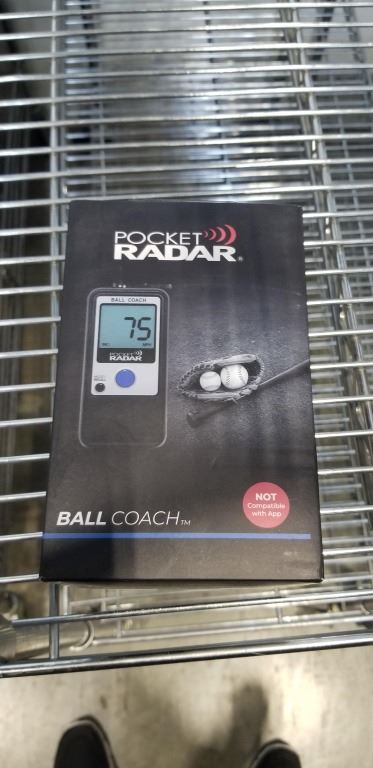 POCKET
RADAR®
BALL COACH
75
MPH
POCKET
RADAR
BALL COACH™
NOT
Compatible
with App